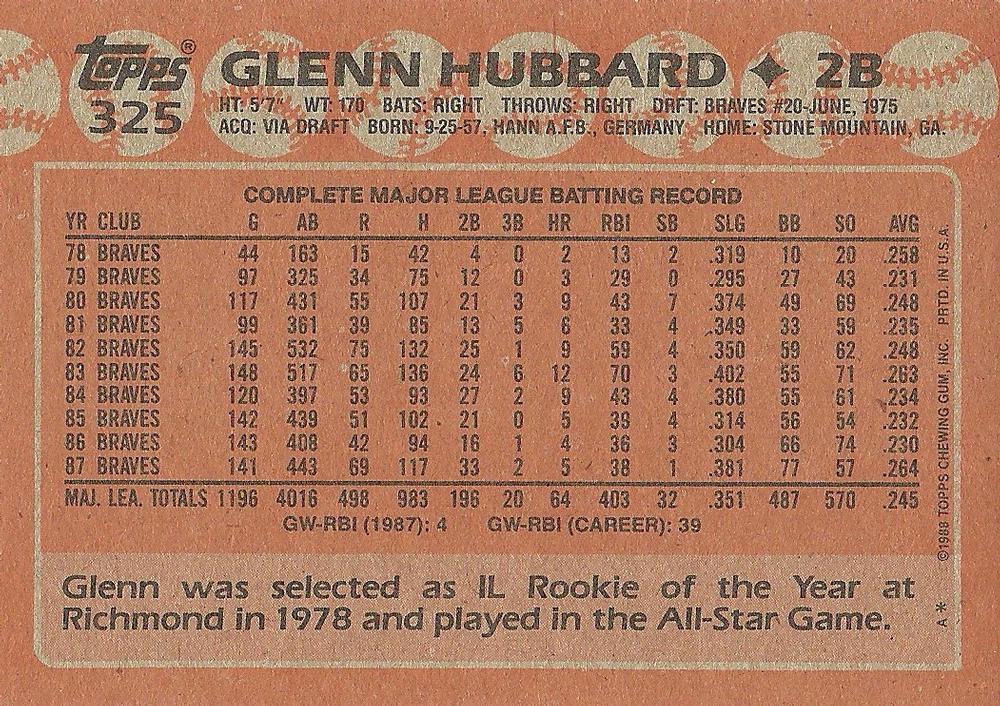 Topps®
GLENN HUBBARD ✦ 2B
325
HT: 5'7" WT: 170 BATS: RIGHT THROWS: RIGHT DRFT: BRAVES #20-JUNE, 1975
ACQ: VIA DRAFT BORN: 9-25-57, HANN A.F.B., GERMANY HOME: STONE MOUNTAIN, GA.
COMPLETE MAJOR LEAGUE BATTING RECORD
YR CLUB G AB R H 2B 3B HR RBI SB SLG BB SO AVG
78 BRAVES 44 163 15 42 4 0 2 13 2 .319 10 20 .258
79 BRAVES 97 325 34 75 12 0 3 29 0 .295 27 43 .231
80 BRAVES 117 431 55 107 21 3 9 43 7 .374 49 69 .248
81 BRAVES 99 361 39 85 13 5 6 33 4 .349 33 59 .235
82 BRAVES 145 532 75 132 25 1 9 59 4 .350 59 62 .248
83 BRAVES 148 517 65 136 24 6 12 70 3 .402 55 71 .263
84 BRAVES 120 397 53 93 27 2 9 43 4 .380 55 61 .234
85 BRAVES 142 439 51 102 21 0 5 39 4 .314 56 54 .232
86 BRAVES 143 408 42 94 16 1 4 36 3 .304 66 74 .230
87 BRAVES 141 443 69 117 33 2 5 38 1 .381 77 57 .264
MAJ. LEA. TOTALS 1196 4016 498 983 196 20 64 403 32 .351 487 570 .245
GW-RBI (1987): 4 GW-RBI (CAREER): 39
Glenn was selected as IL Rookie of the Year at
Richmond in 1978 and played in the All-Star Game.
A* ©1988 TOPPS CHEWING GUM, INC. PRTD. IN U.S.A.